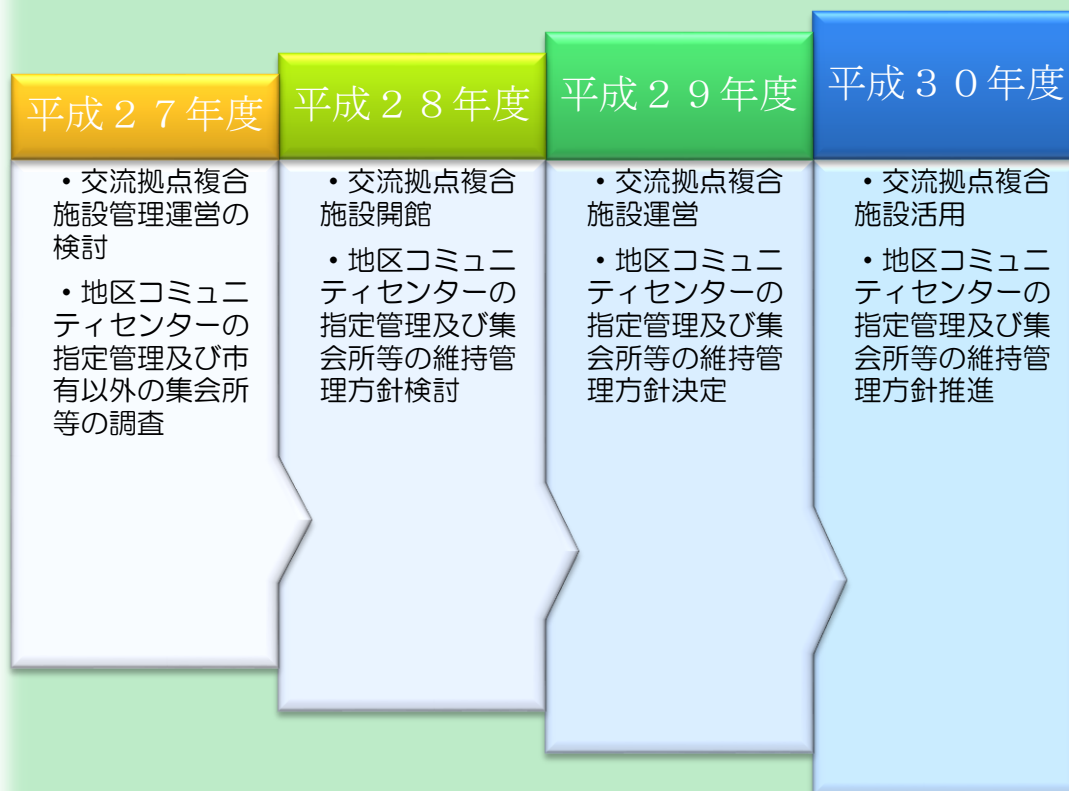 平成２７年度
・交流拠点複合
施設管理運営の
検討
・地区コミュニ
ティセンターの
指定管理及び市
有以外の集会所
等の調査
平成２８年度
・交流拠点複合
施設開館
・地区コミュニ
ティセンターの
指定管理及び集
会所等の維持管
理方針検討
平成２９年度
・交流拠点複合
施設運営
・地区コミュニ
ティセンターの
指定管理及び集
会所等の維持管
理方針決定
平成３０年度
・交流拠点複合
施設活用
・地区コミュニ
ティセンターの
指定管理及び集
会所等の維持管
理方針推進